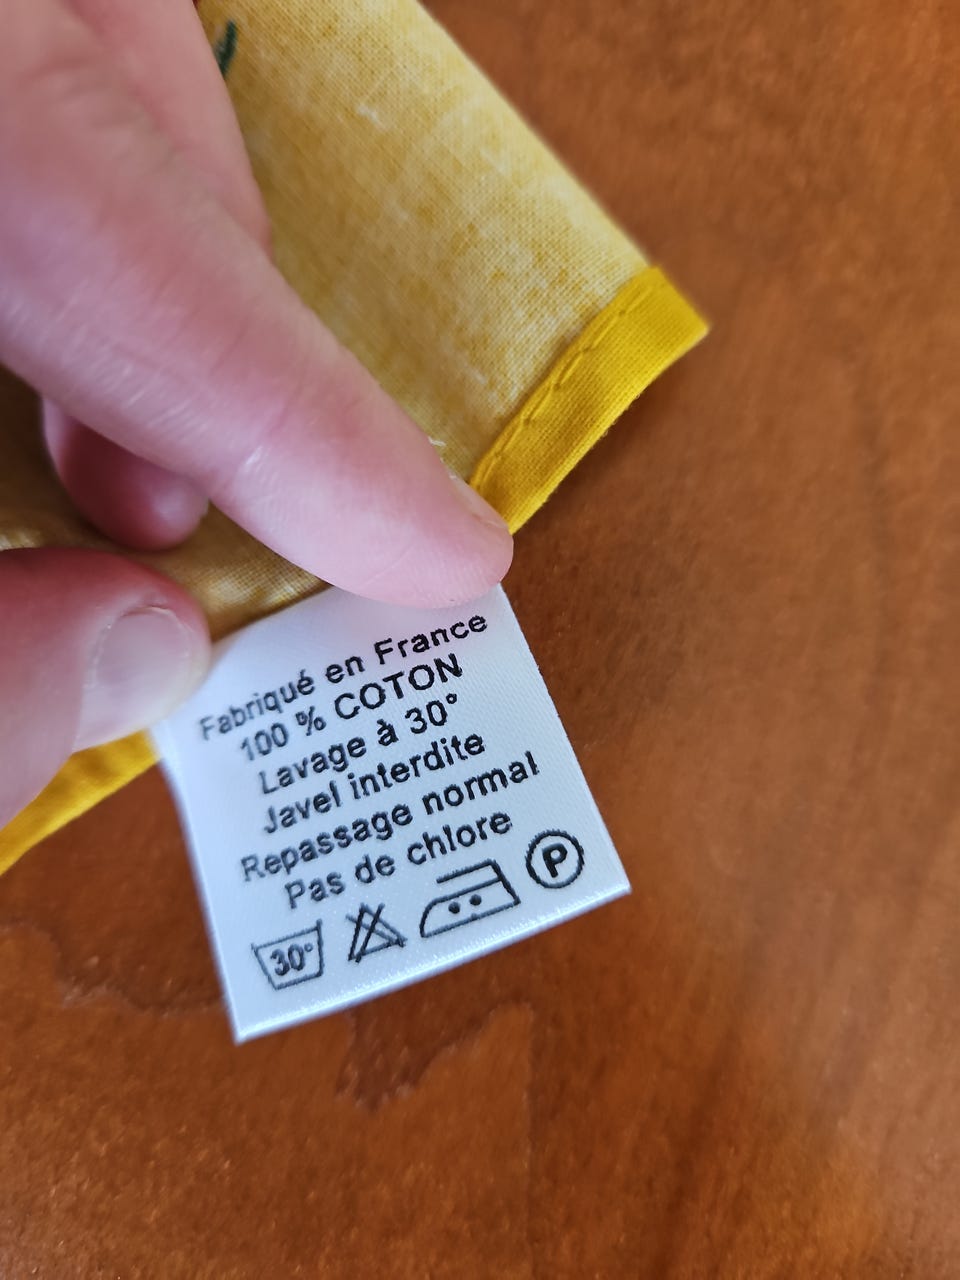 Fabriqué en France
100 % COTON
Lavage à 30°
Javel interdite
Repassage normal
Pas de chlore
30° P